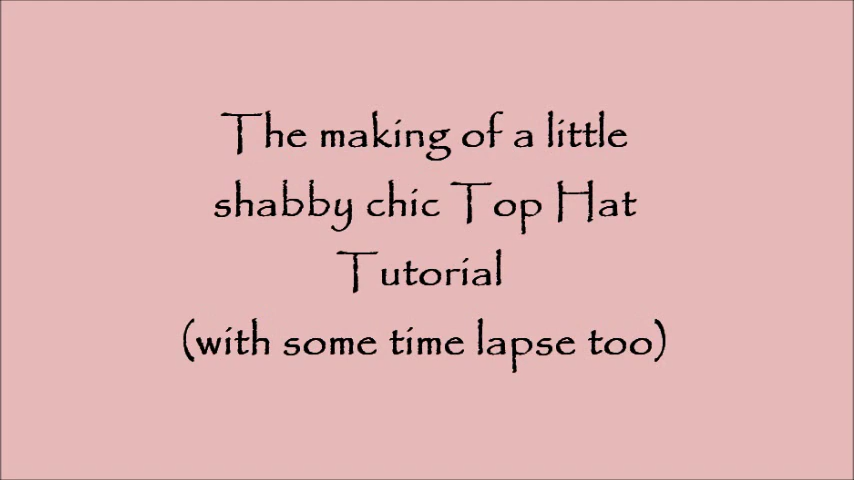 The making of a little
shabby chic Top Hat
Tutorial
(with some time lapse too)